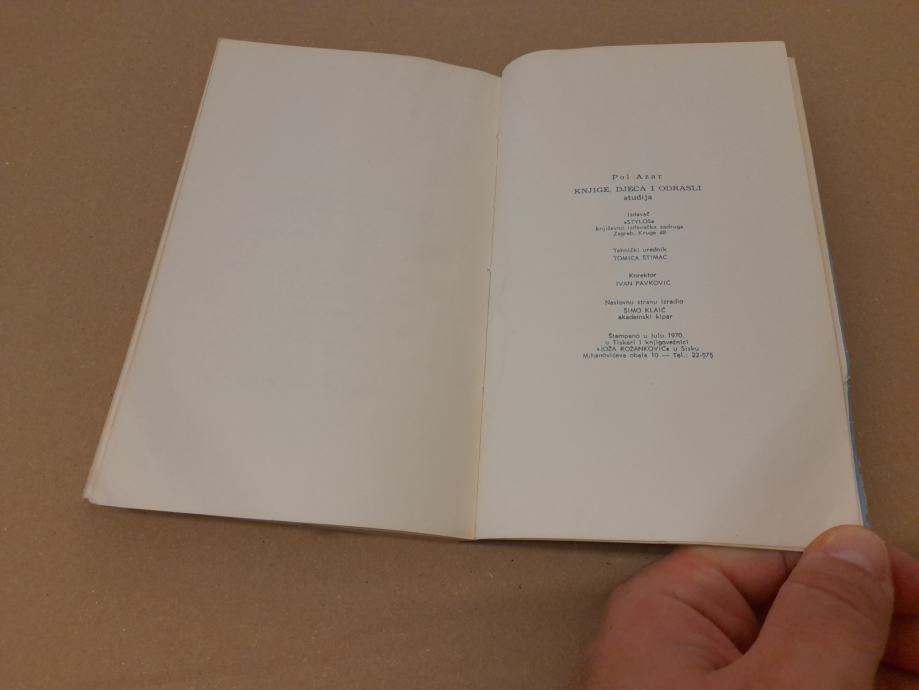 Pol Azar
KNJIGE, DJECA I ODRASLI
studija
Izdavač
»STYLOS«
književno izdavačka zadruga
Zagreb, Kruge 48
Tehnički urednik
TOMICA ŠTIMAC
Korektor
IVAN PAVKOVIĆ
Naslovnu stranu izradio
ŠIMO KLAIĆ
akademski kipar
Štampano u julu 1970.
u Tiskari i knjigovežnici
»JOŽA ROŽANKOVIĆ« u Sisku
Mihanovićeva obala 10 — Tel.: 22-575